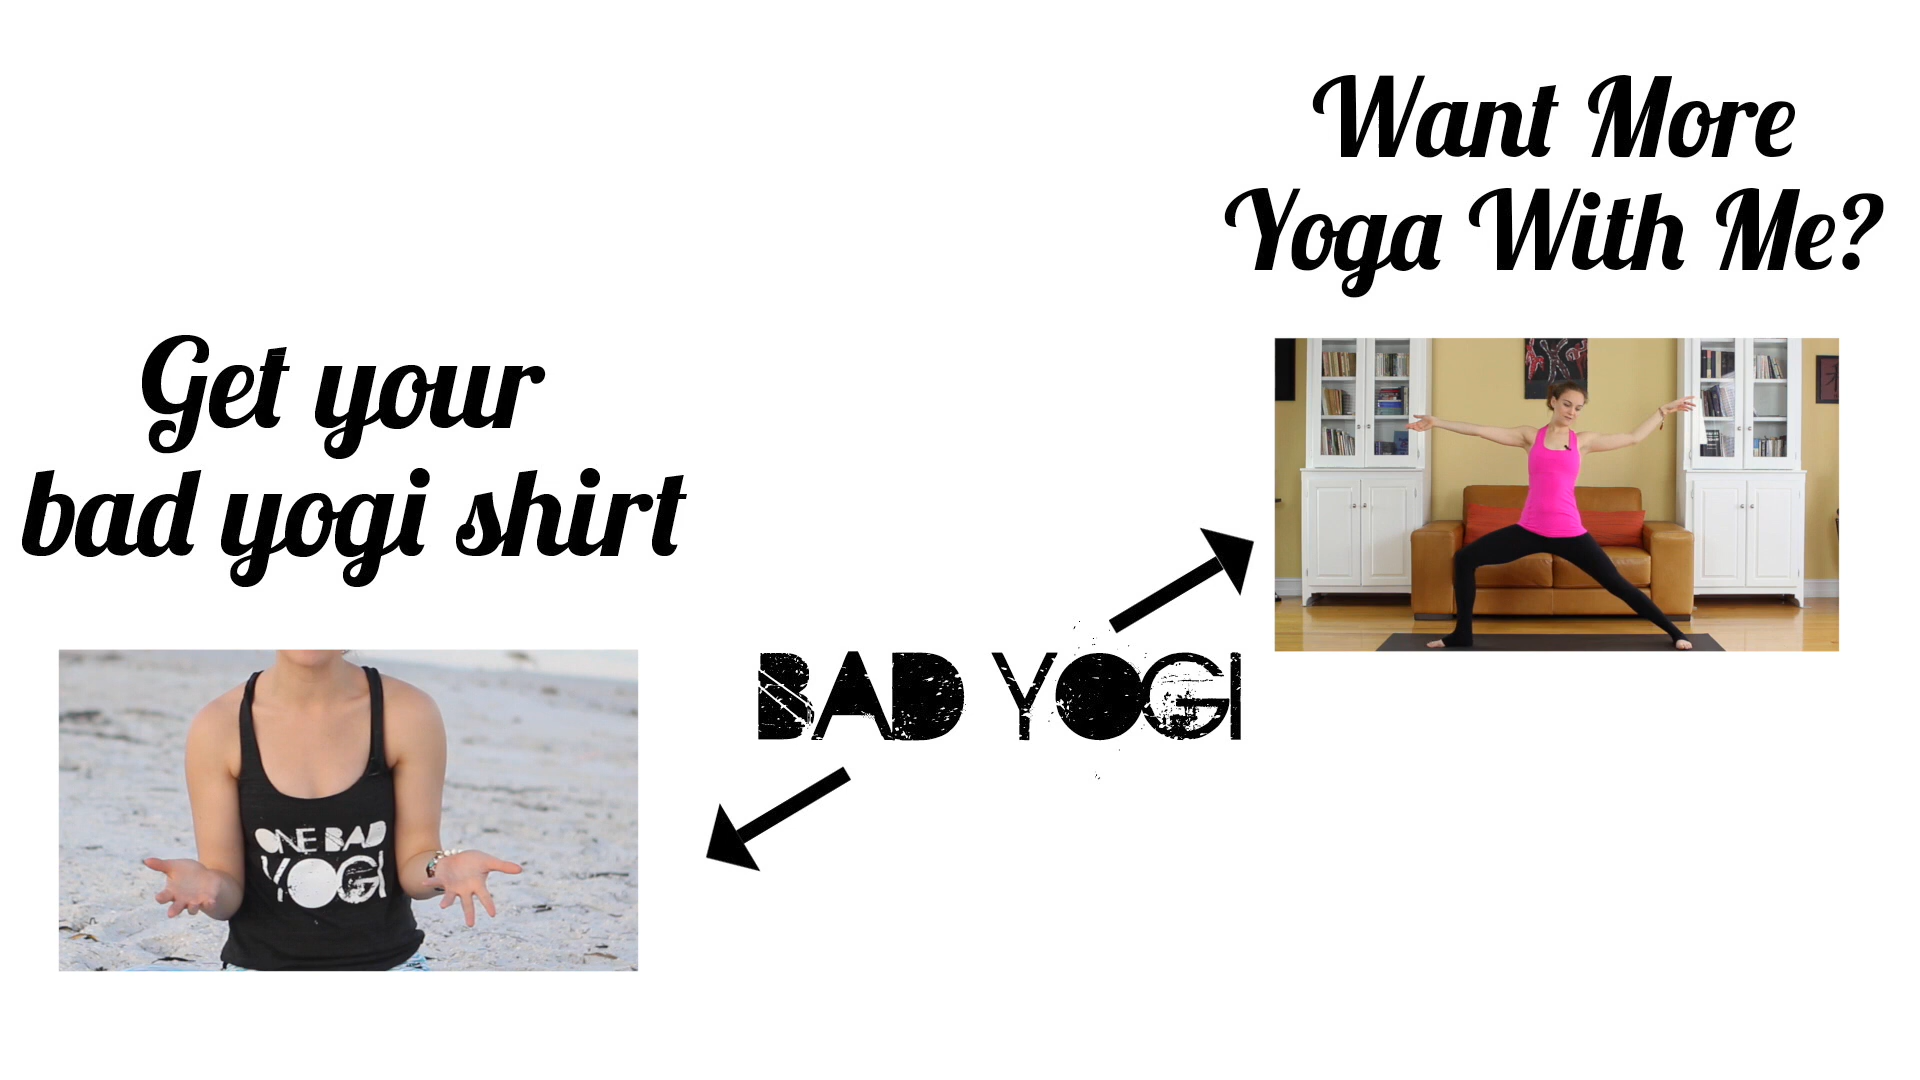 Want More
Yoga With Me?
Get your
bad yogi shirt
BAD YOGI
ONE BAD
YOGI